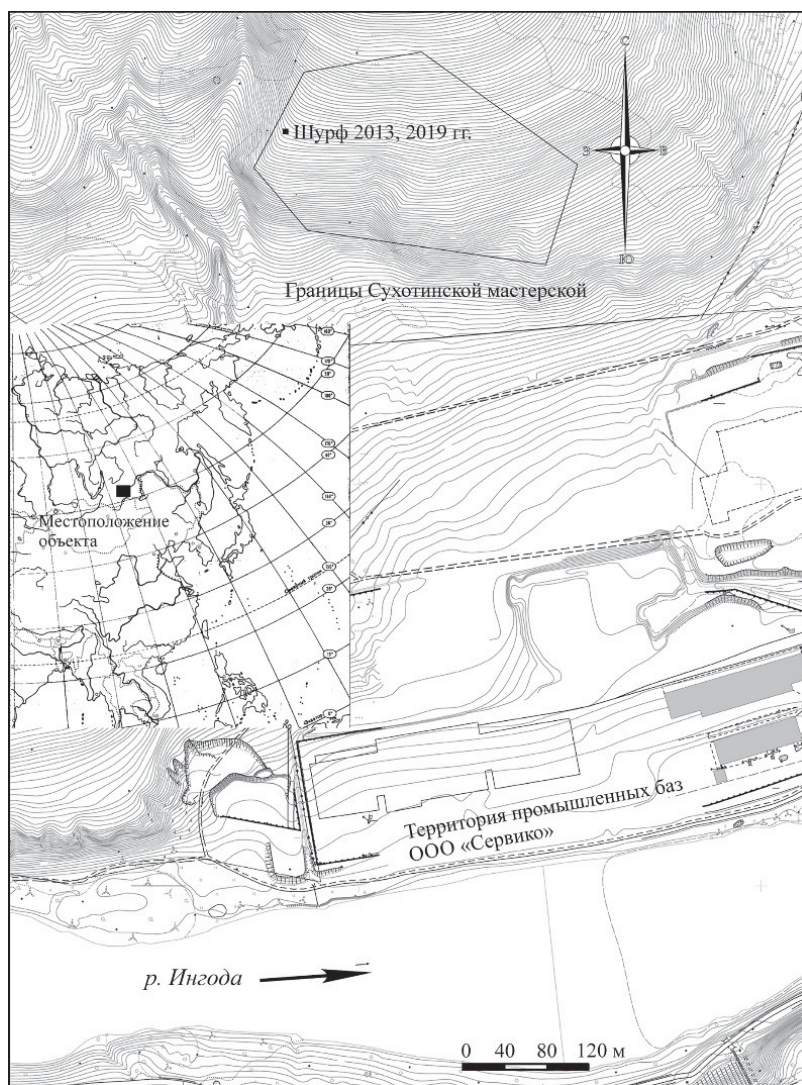 С
Шурф 2013, 2019 гг.
З В
Ю
Границы Сухотинской мастерской
Местоположение
объекта
Территория промышленных баз
ООО «Сервико»
р. Ингода
0 40 80 120 м